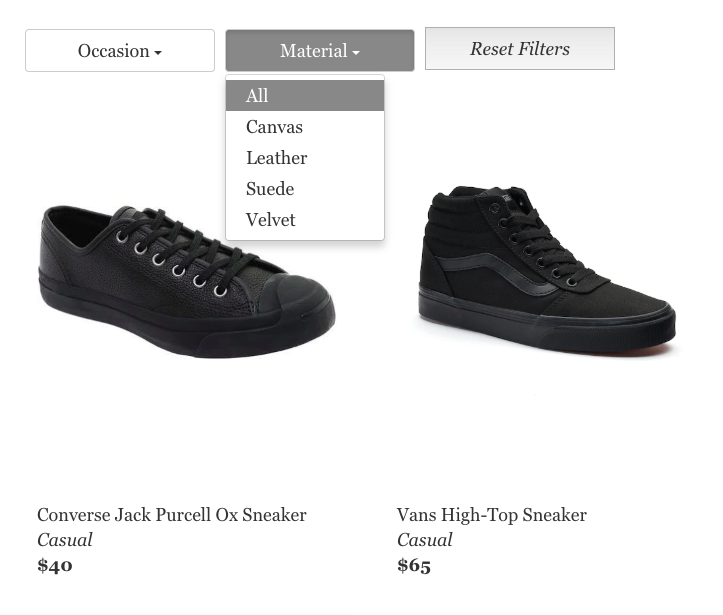 Occasion
Material
Reset Filters
All
Canvas
Leather
Suede
Velvet
Converse Jack Purcell Ox Sneaker
Casual
$40
Vans High-Top Sneaker
Casual
$65